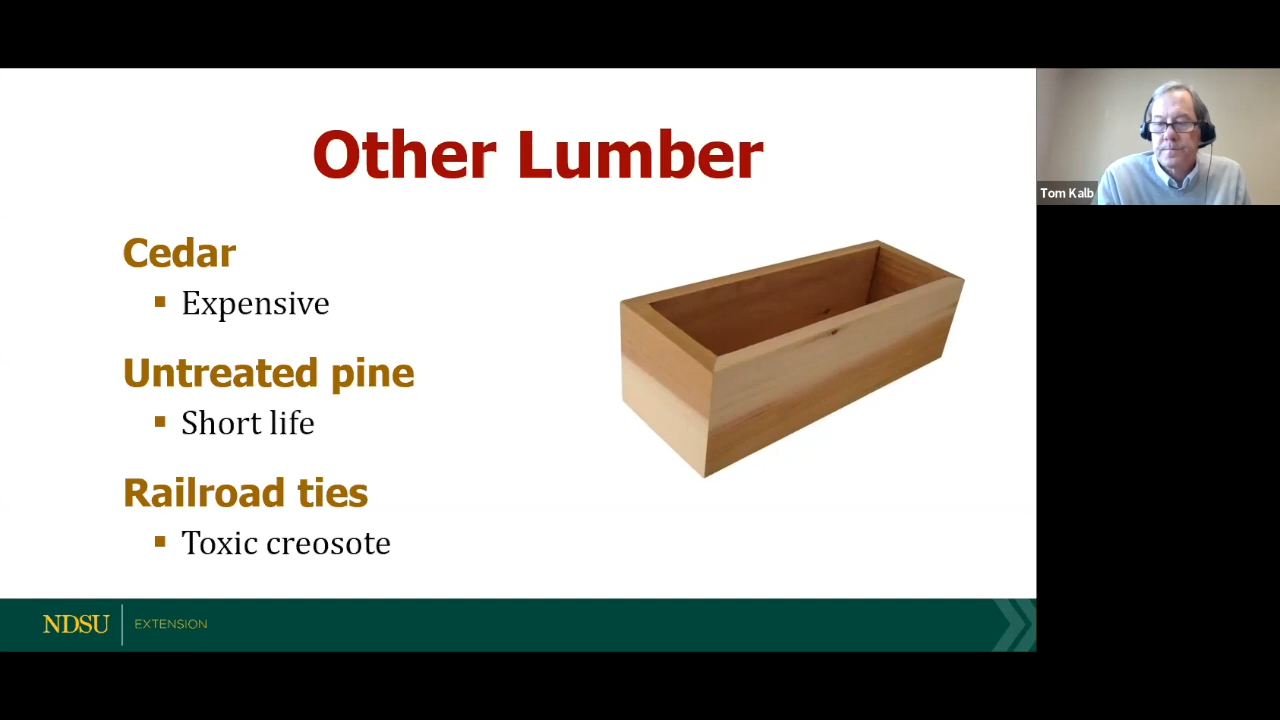 Other Lumber
Cedar
▪ Expensive
Untreated pine
▪ Short life
Railroad ties
▪ Toxic creosote
NDSU EXTENSION
Tom Kalb